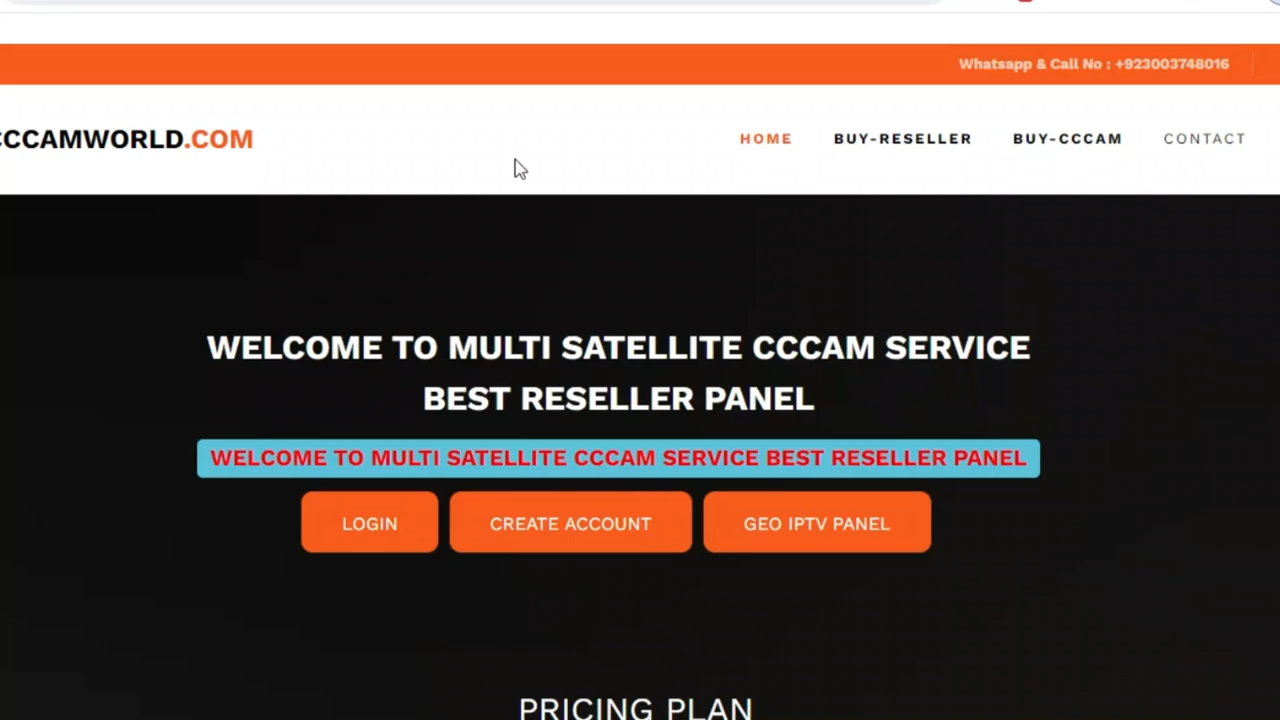 Whatsapp & Call No : +923003748016
CCCAMWORLD.COM
HOME BUY-RESELLER BUY-CCCAM CONTACT
WELCOME TO MULTI SATELLITE CCCAM SERVICE
BEST RESELLER PANEL
WELCOME TO MULTI SATELLITE CCCAM SERVICE BEST RESELLER PANEL
LOGIN CREATE ACCOUNT GEO IPTV PANEL
PRICING PLAN